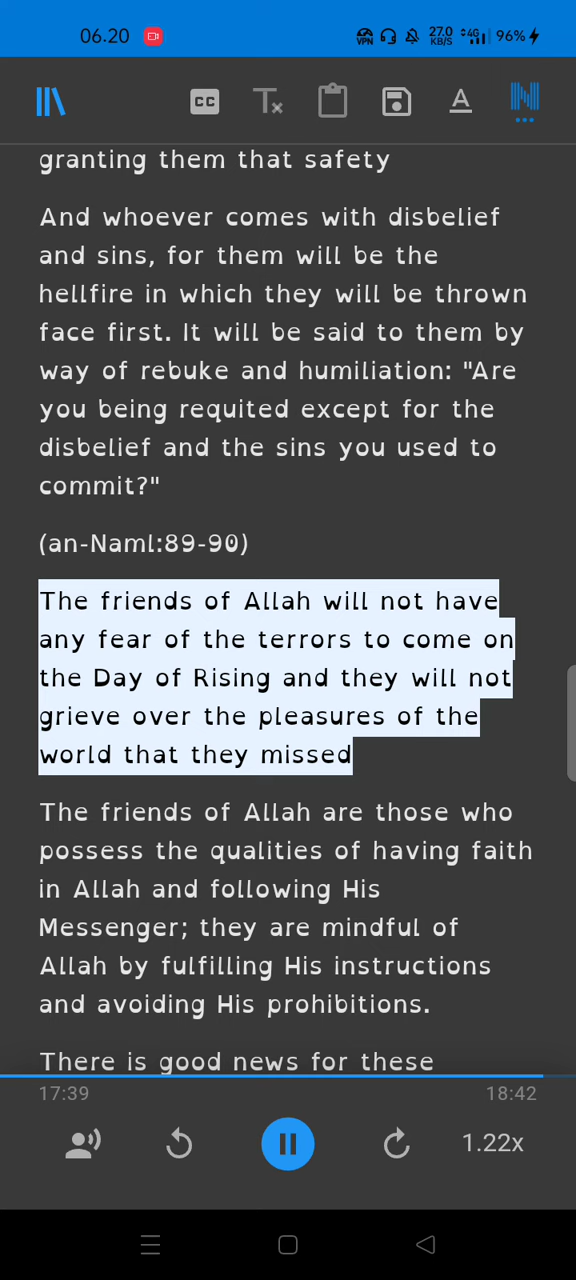 06.20
VPN
27.0
KB/S
4G
96%
CC
granting them that safety
And whoever comes with disbelief
and sins, for them will be the
hellfire in which they will be thrown
face first. It will be said to them by
way of rebuke and humiliation: "Are
you being requited except for the
disbelief and the sins you used to
commit?"
(an-Naml:89-90)
The friends of Allah will not have
any fear of the terrors to come on
the Day of Rising and they will not
grieve over the pleasures of the
world that they missed
The friends of Allah are those who
possess the qualities of having faith
in Allah and following His
Messenger; they are mindful of
Allah by fulfilling His instructions
and avoiding His prohibitions.
There is good news for these
17:39
18:42
1.22x